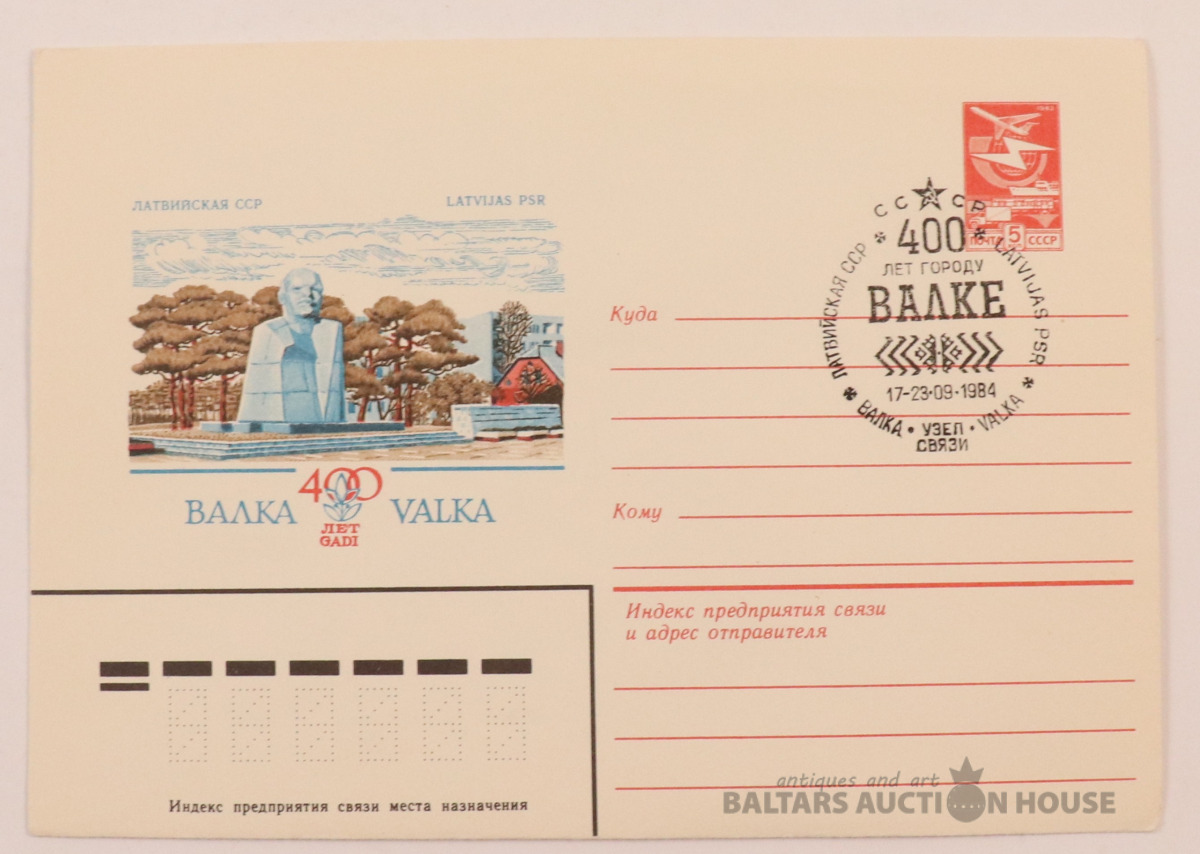 ЛАТВИЙСКАЯ ССР
LATVIJAS PSR
400
ВАЛКА
VALKA
ЛЕТ
GADI
ПОЧТА 5 СССР
СССР
400
ЛЕТ ГОРОДУ
ВАЛКЕ
17-23·09·1984
ЛАТВИЙСКАЯ ССР
LATVIJAS PSR
ВАЛКА · УЗЕЛ · VALKA
СВЯЗИ
Куда
Кому
Индекс предприятия связи
и адрес отправителя
Индекс предприятия связи места назначения
antiques and art
BALTARS AUCTION HOUSE